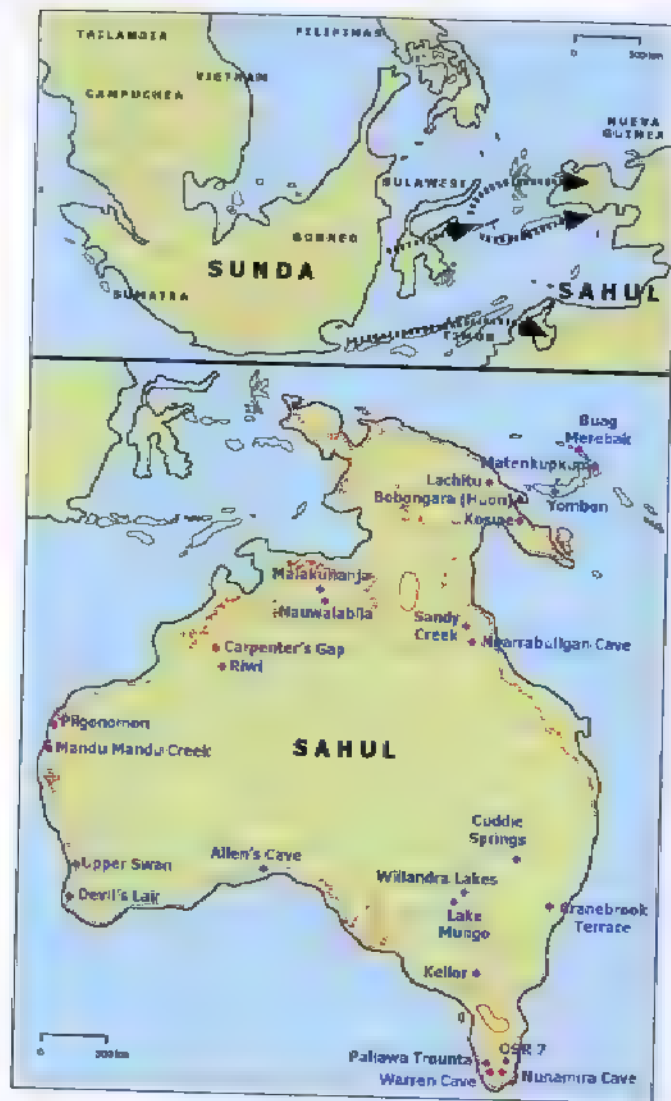 TAILANDIA
FILIPINAS
0 500 km
VIETNAM
CAMPUCHEA
NUEVA
GUINEA
SULAWESI
BORNEO
SUNDA
SAHUL
SUMATRA
TIMOR
Buag
Merebak
Matenkupkum
Lachitu
Bobongara (Huon)
Yombon
Kosipe
Malakunanja
Nauwalabila
Sandy
Creek
Ngarrabullgan Cave
Carpenter's Gap
Riwi
Pilgonomon
Mandu Mandu Creek
SAHUL
Cuddie
Springs
Upper Swan
Allen's Cave
Willandra Lakes
Devil's Lair
Lake
Mungo
Cranebrook
Terrace
Keilor
0
ORS 7
Pallawa Trounta
Warren Cave
Nunamira Cave